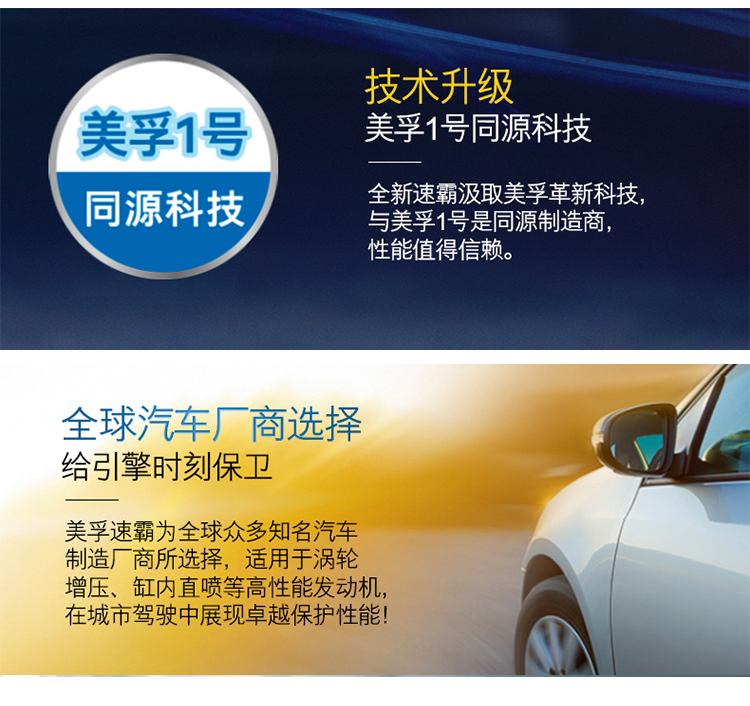 美孚1号
同源科技
技术升级
美孚1号同源科技
全新速霸汲取美孚革新科技，
与美孚1号是同源制造商，
性能值得信赖。
全球汽车厂商选择
给引擎时刻保卫
美孚速霸为全球众多知名汽车
制造厂商所选择，适用于涡轮
增压、缸内直喷等高性能发动机，
在城市驾驶中展现卓越保护性能！